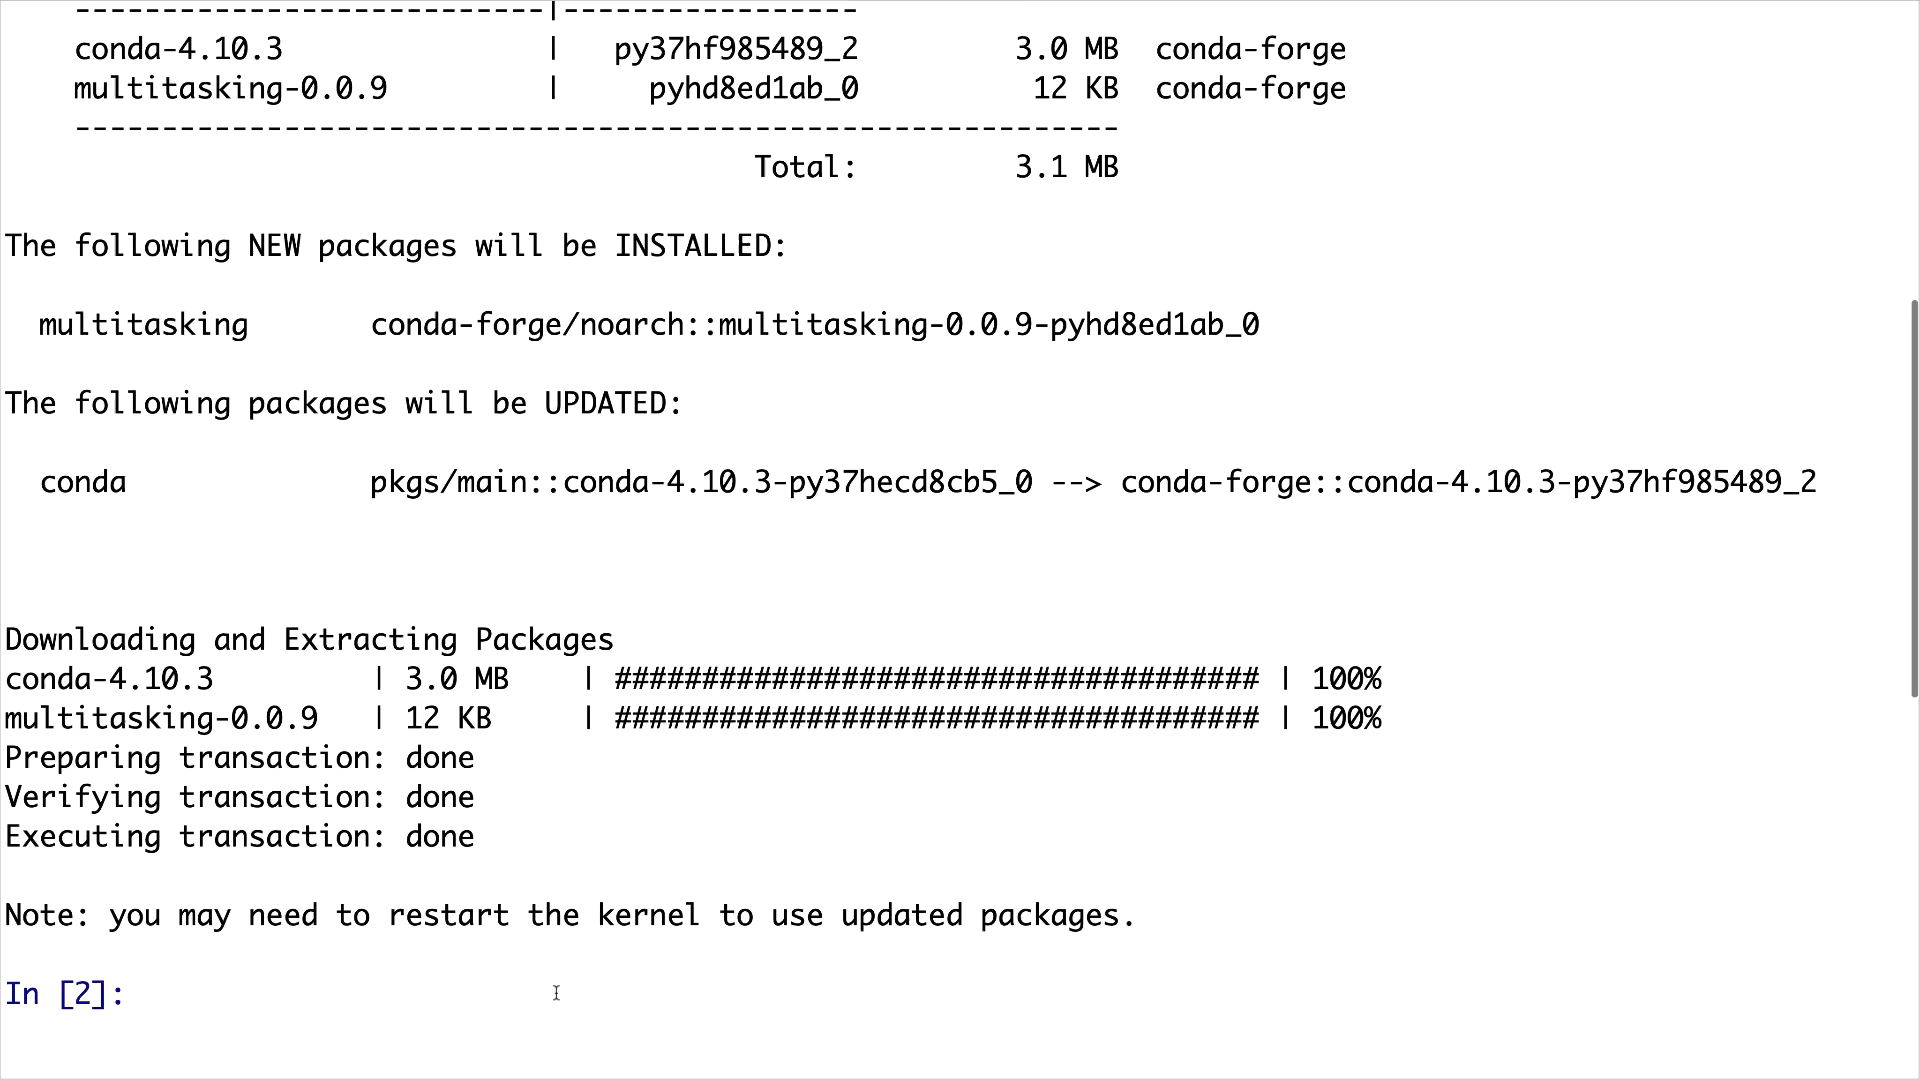 ---------------------------|-----------------
conda-4.10.3 | py37hf985489_2 3.0 MB conda-forge
multitasking-0.0.9 | pyhd8ed1ab_0 12 KB conda-forge
------------------------------------------------------------
Total: 3.1 MB
The following NEW packages will be INSTALLED:
multitasking conda-forge/noarch::multitasking-0.0.9-pyhd8ed1ab_0
The following packages will be UPDATED:
conda pkgs/main::conda-4.10.3-py37hecd8cb5_0 --> conda-forge::conda-4.10.3-py37hf985489_2
Downloading and Extracting Packages
conda-4.10.3 | 3.0 MB | ##################################### | 100%
multitasking-0.0.9 | 12 KB | ##################################### | 100%
Preparing transaction: done
Verifying transaction: done
Executing transaction: done
Note: you may need to restart the kernel to use updated packages.
In [2]: